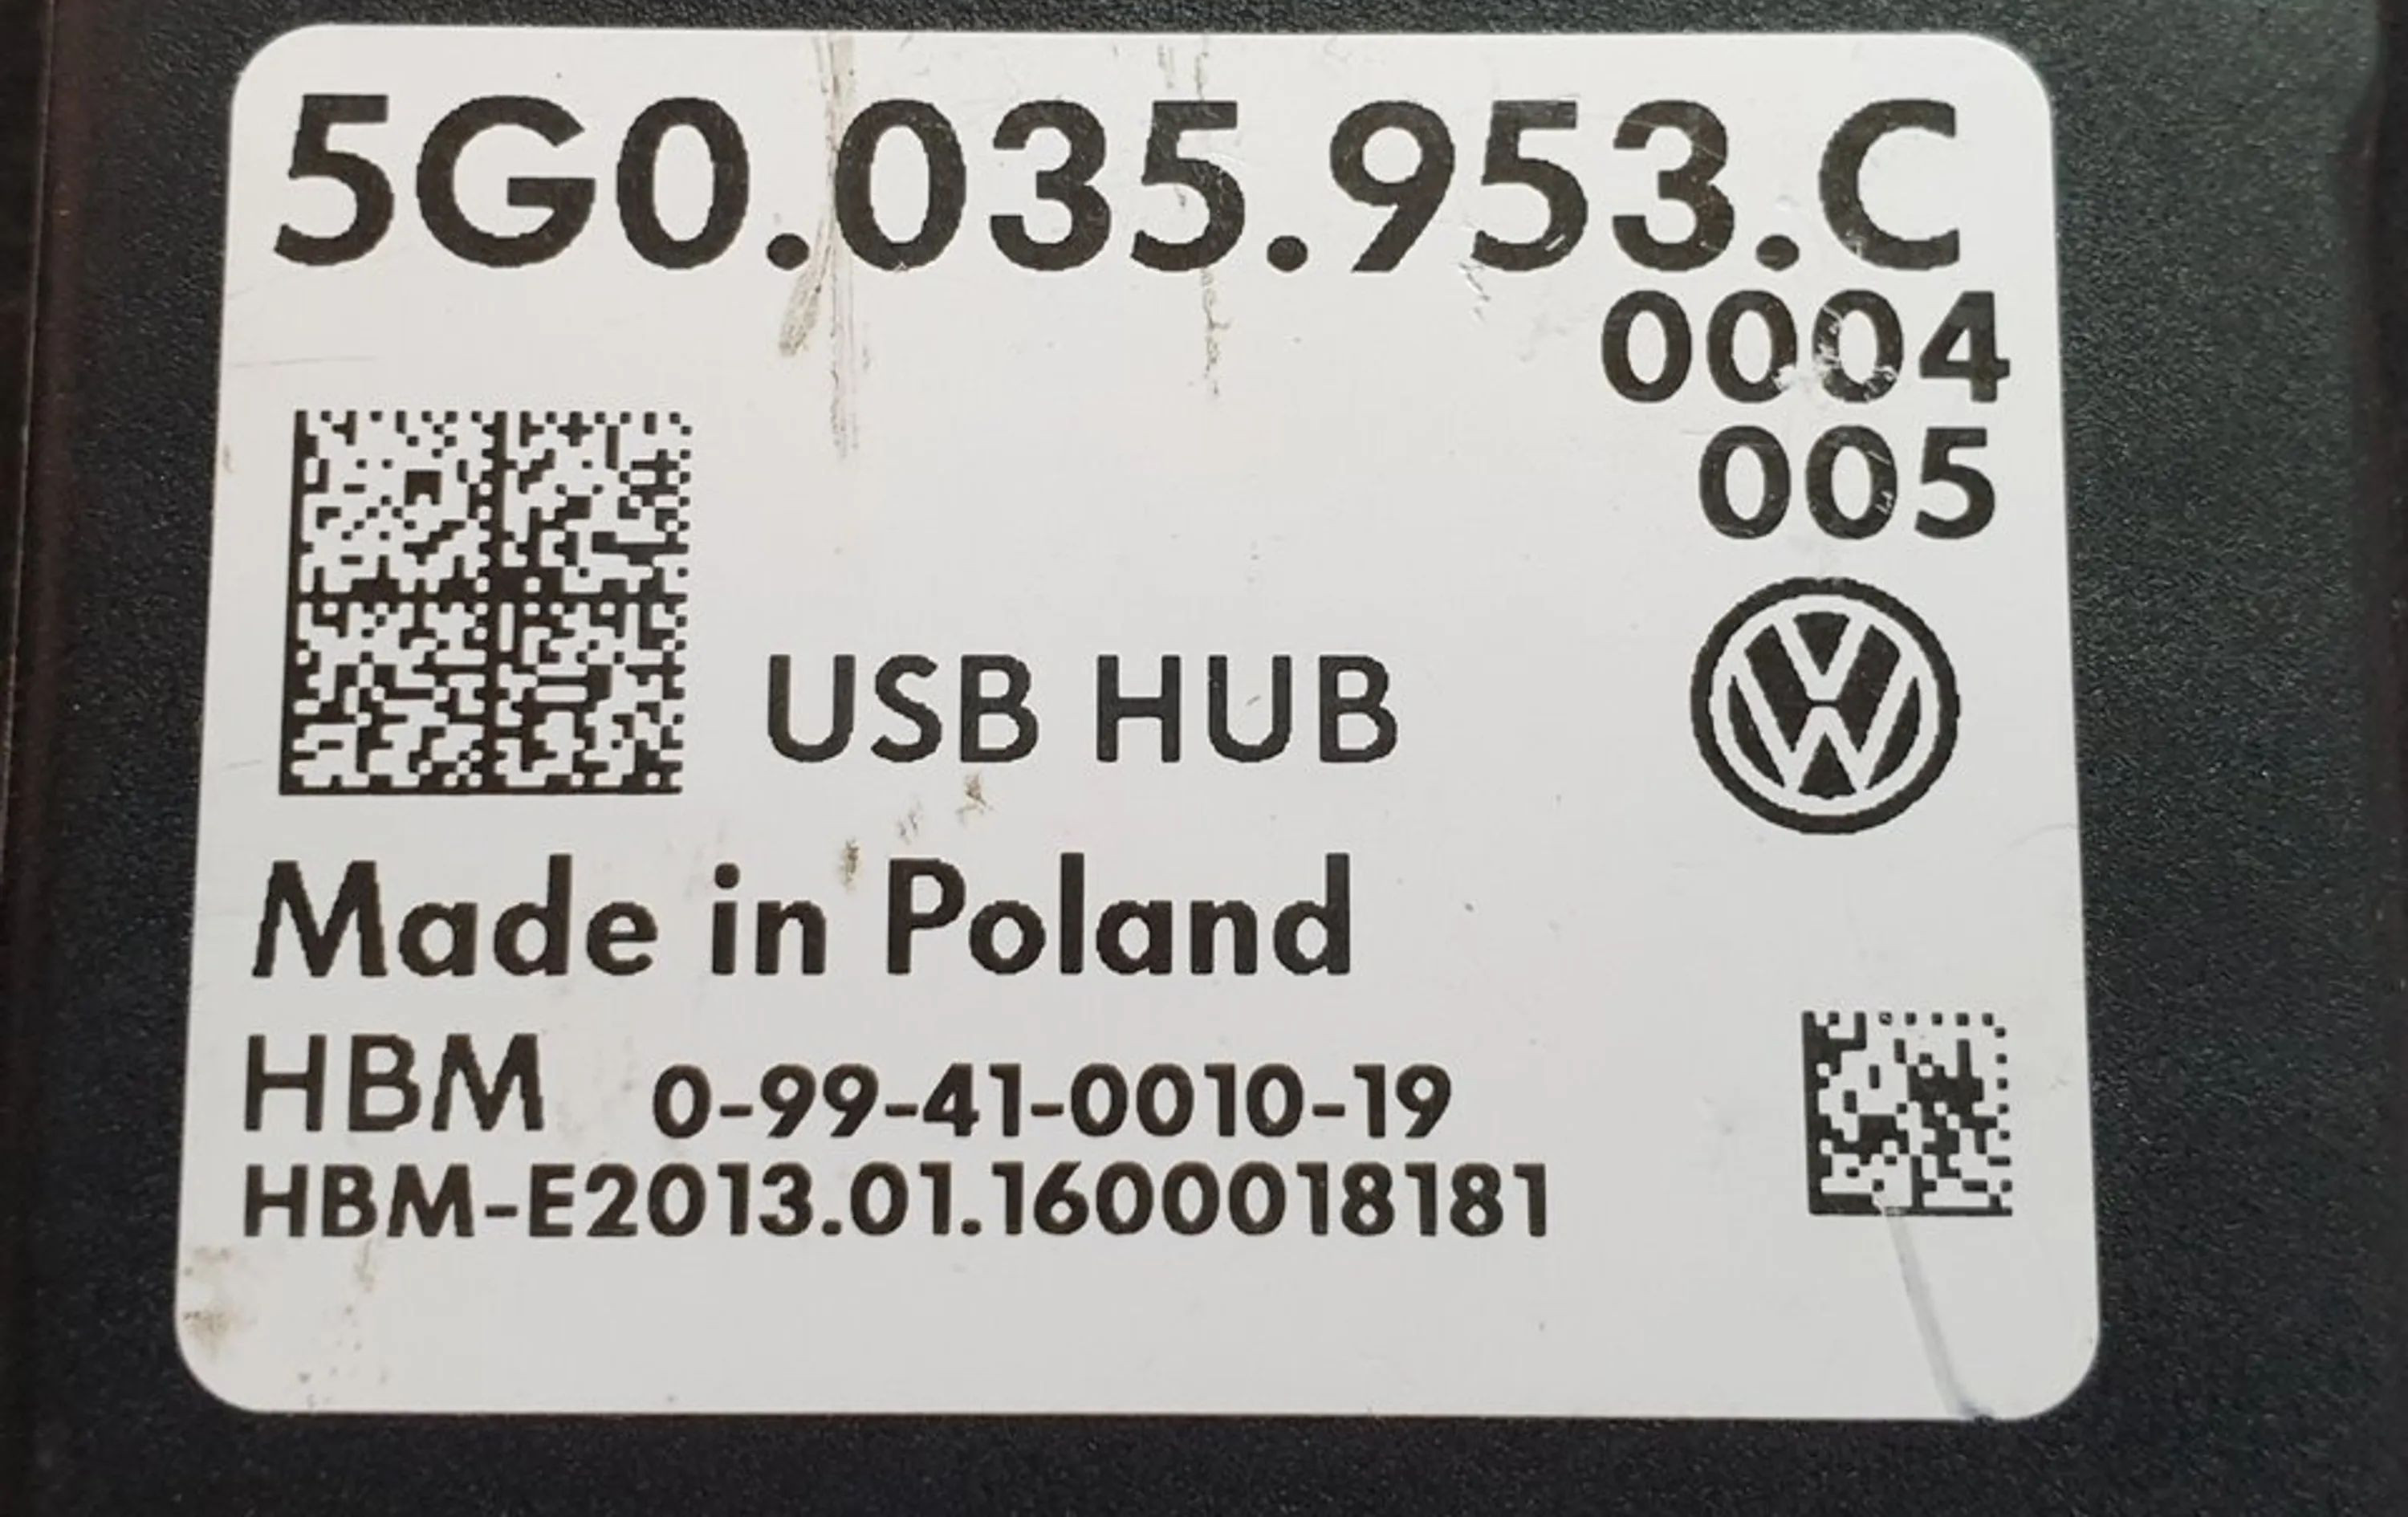 5G0.035.953.C
0004
005
USB HUB
Made in Poland
HBM 0-99-41-0010-19
HBM-E2013.01.1600018181